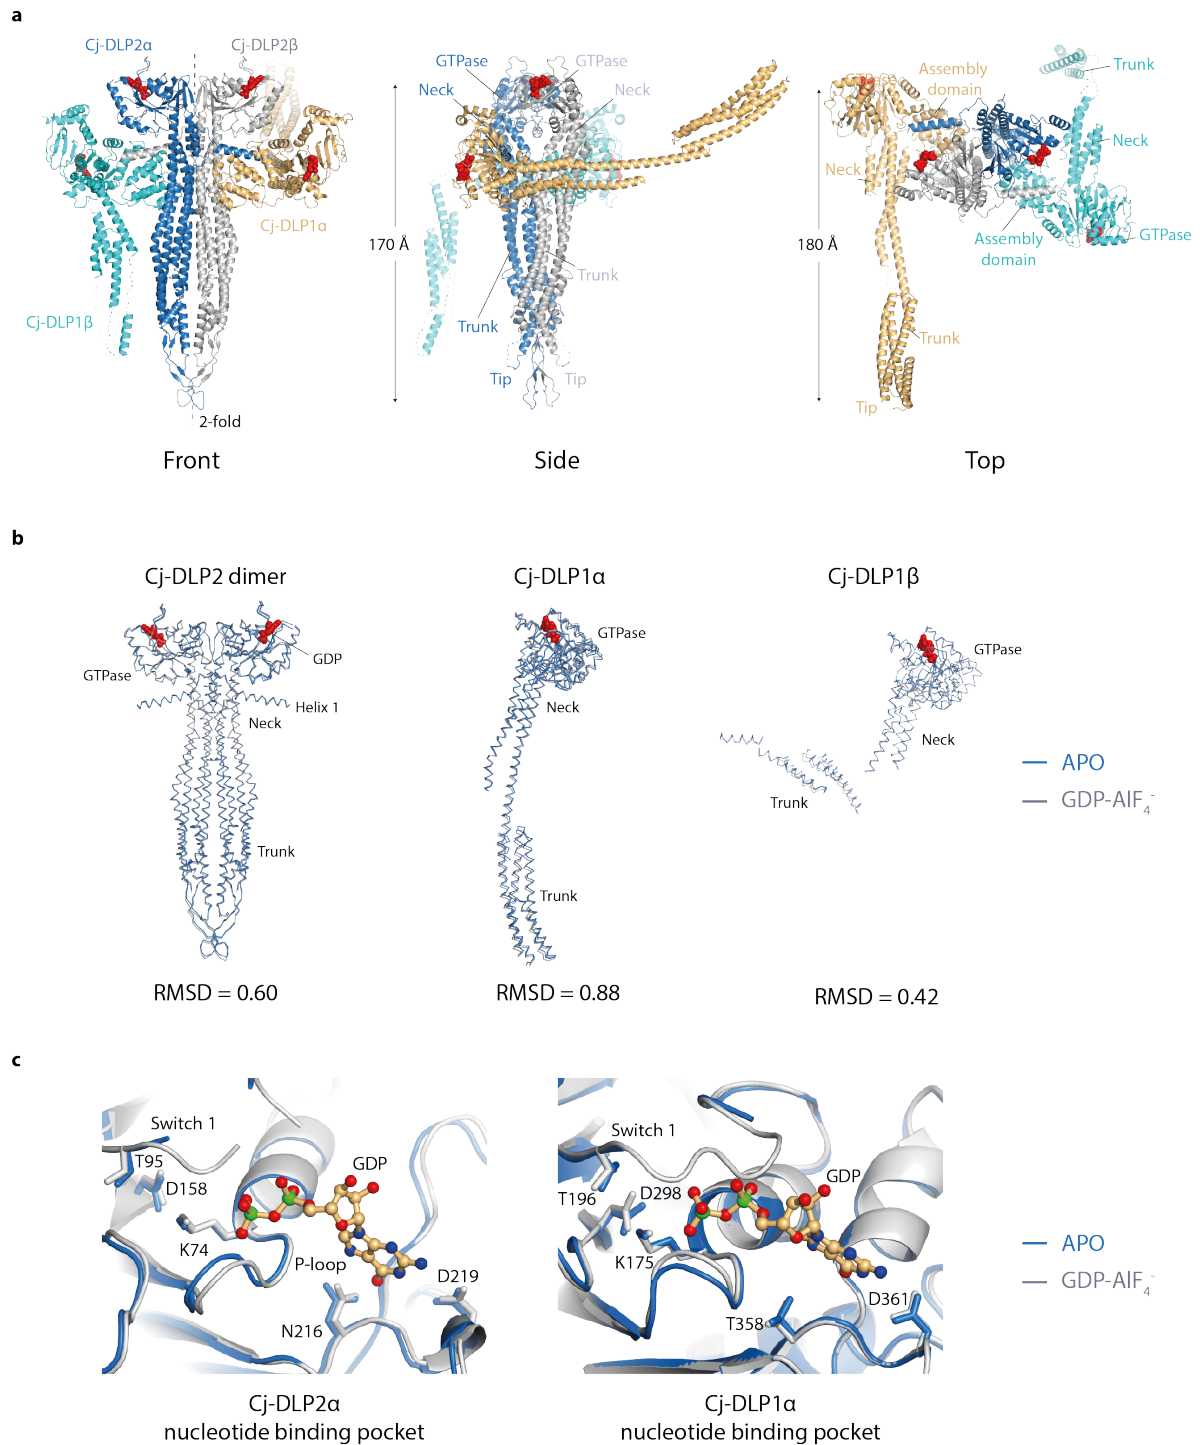 a
Cj-DLP2α
Cj-DLP2β
Cj-DLP1α
Cj-DLP1β
2-fold
Front
GTPase
GTPase
Neck
Neck
170 Å
Trunk
Trunk
Tip
Tip
Side
GTPase
Assembly
domain
Trunk
Neck
Neck
180 Å
Assembly
domain
GTPase
Trunk
Tip
Top
b
Cj-DLP2 dimer
GTPase
GDP
Helix 1
Neck
Trunk
RMSD = 0.60
Cj-DLP1α
GTPase
Neck
Trunk
RMSD = 0.88
Cj-DLP1β
GTPase
Neck
Trunk
RMSD = 0.42
APO
GDP-AlF4-
c
Switch 1
T95
D158
GDP
K74
P-loop
D219
N216
Cj-DLP2α
nucleotide binding pocket
Switch 1
T196
D298
GDP
K175
D361
T358
Cj-DLP1α
nucleotide binding pocket
APO
GDP-AlF4-